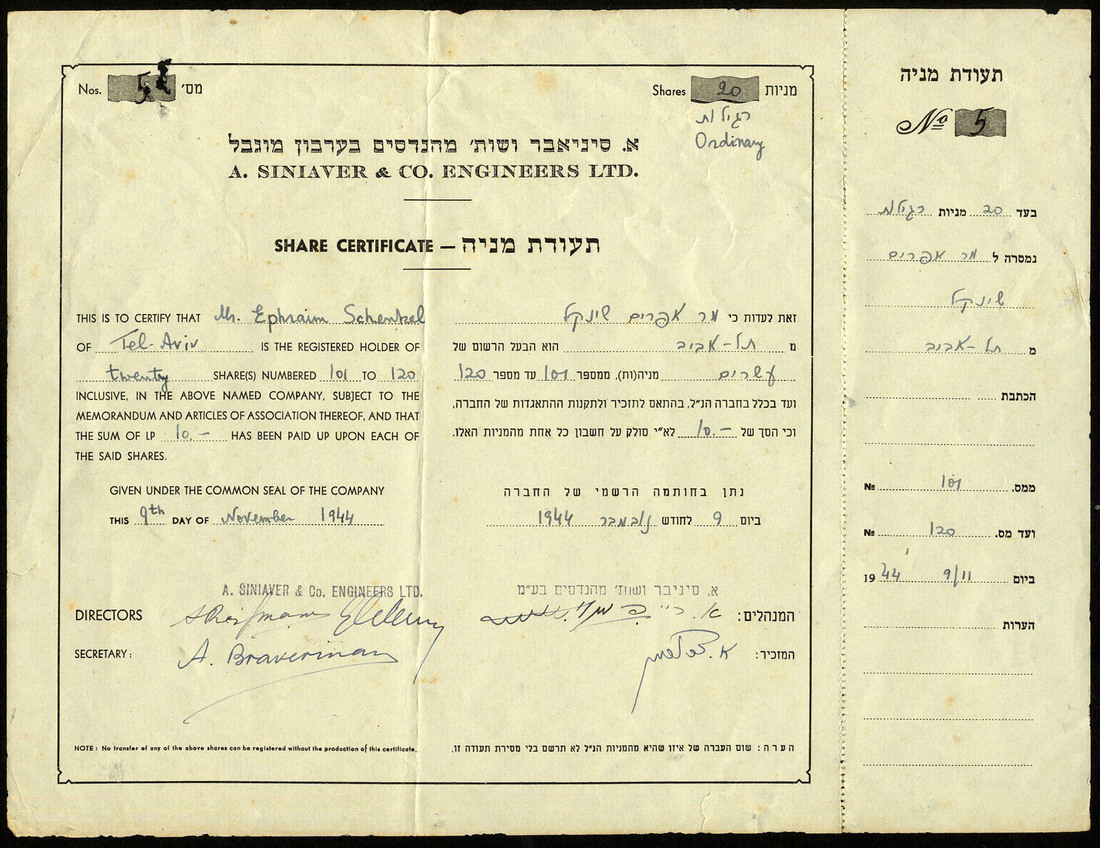 Nos. 5 מס'
Shares 20 מניות
רגילות
Ordinary
א. סיניאבר ושות' מהנדסים בערבון מוגבל
A. SINIAVER & CO. ENGINEERS LTD.
SHARE CERTIFICATE — תעודת מניה
THIS IS TO CERTIFY THAT Mr. Ephraim Schenkel
OF Tel-Aviv IS THE REGISTERED HOLDER OF
twenty SHARE(S) NUMBERED 101 TO 120
INCLUSIVE, IN THE ABOVE NAMED COMPANY, SUBJECT TO THE
MEMORANDUM AND ARTICLES OF ASSOCIATION THEREOF, AND THAT
THE SUM OF LP 10.- HAS BEEN PAID UP UPON EACH OF
THE SAID SHARES.
GIVEN UNDER THE COMMON SEAL OF THE COMPANY
THIS 9th DAY OF November 1944
A. SINIAVER & Co. ENGINEERS LTD.
DIRECTORS
SECRETARY: A. Braverman
NOTE: No transfer of any of the above shares can be registered without the production of this certificate.
זאת לעדות כי מר אפרים שינקל
מ תל-אביב הוא הבעל הרשום של
עשרים מניה(ות), ממספר 101 עד מספר 120
ועד בכלל בחברה הנ"ל, בהתאם לתזכיר ולתקנות ההתאגדות של החברה,
וכי הסך של 10.- לא"י סולק על חשבון כל אחת מהמניות האלו.
נתן בחותמה הרשמי של החברה
ביום 9 לחודש נובמבר 1944
א. סיניבר ושות' מהנדסים בע"מ
המנהלים:
המזכיר:
הערה: שום העברה של איזו שהיא מהמניות הנ"ל לא תרשם בלי מסירת תעודה זו.
תעודת מניה
No 5
בעד 20 מניות רגילות
נמסרה ל מר אפרים
שינקל
מ תל-אביב
הכתבת
ממס. 101 No
ועד מס. 120 No
ביום 9/11 1944
הערות